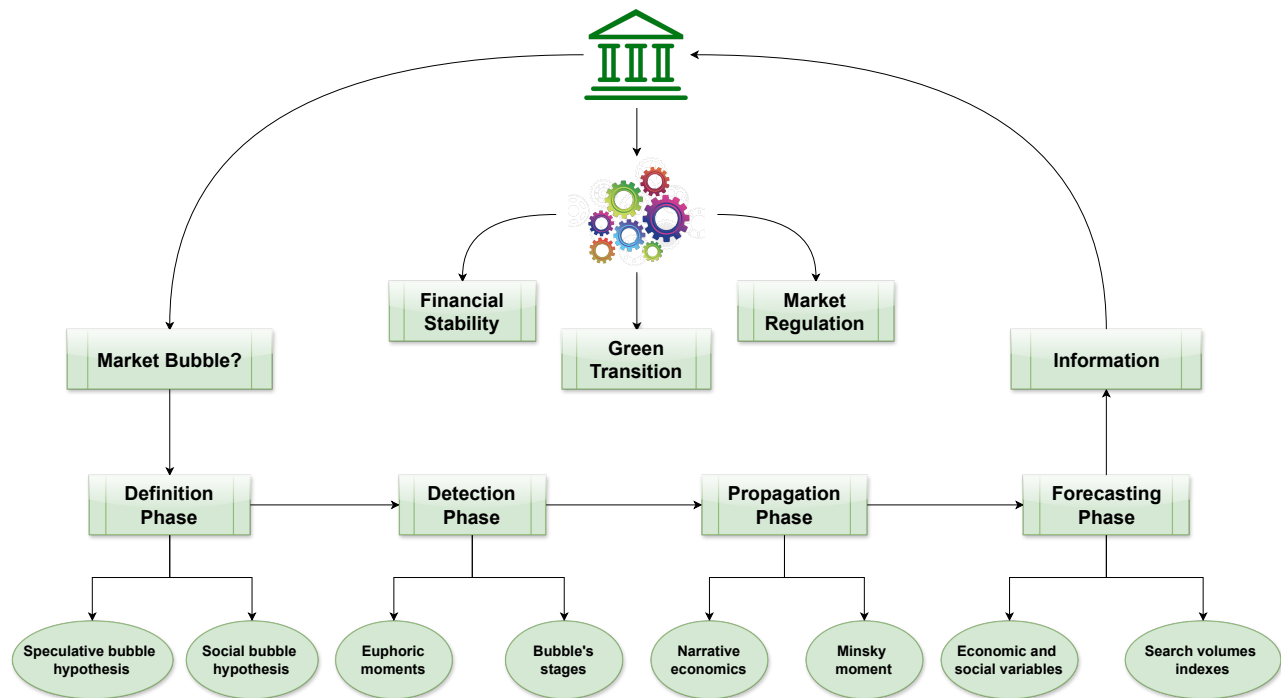 Financial
Stability
Market
Regulation
Green
Transition
Market Bubble?
Information
Definition
Phase
Detection
Phase
Propagation
Phase
Forecasting
Phase
Speculative bubble
hypothesis
Social bubble
hypothesis
Euphoric
moments
Bubble's
stages
Narrative
economics
Minsky
moment
Economic and
social variables
Search volumes
indexes